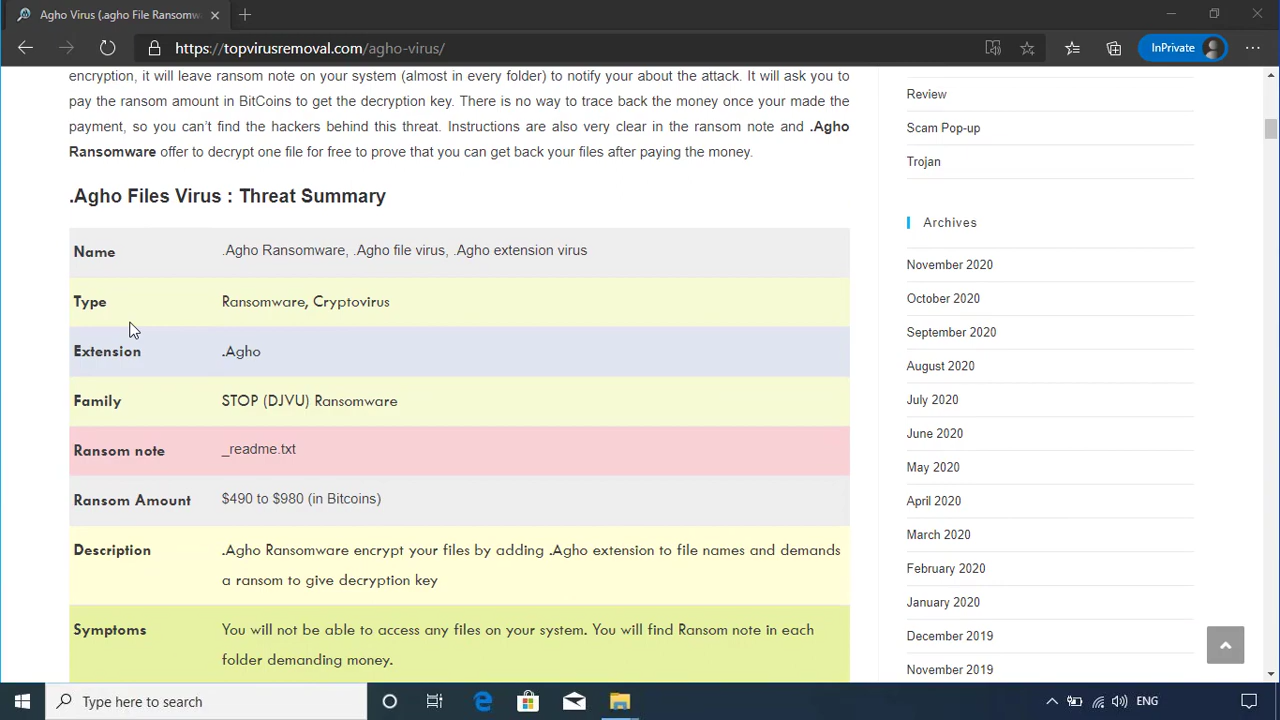 Agho Virus (.agho File Ransomw
https://topvirusremoval.com/agho-virus/
InPrivate
encryption, it will leave ransom note on your system (almost in every folder) to notify your about the attack. It will ask you to
pay the ransom amount in BitCoins to get the decryption key. There is no way to trace back the money once your made the
payment, so you can't find the hackers behind this threat. Instructions are also very clear in the ransom note and .Agho
Ransomware offer to decrypt one file for free to prove that you can get back your files after paying the money.
.Agho Files Virus : Threat Summary
Name .Agho Ransomware, .Agho file virus, .Agho extension virus
Type Ransomware, Cryptovirus
Extension .Agho
Family STOP (DJVU) Ransomware
Ransom note _readme.txt
Ransom Amount $490 to $980 (in Bitcoins)
Description .Agho Ransomware encrypt your files by adding .Agho extension to file names and demands
a ransom to give decryption key
Symptoms You will not be able to access any files on your system. You will find Ransom note in each
folder demanding money.
Review
Scam Pop-up
Trojan
Archives
November 2020
October 2020
September 2020
August 2020
July 2020
June 2020
May 2020
April 2020
March 2020
February 2020
January 2020
December 2019
November 2019
Type here to search
ENG